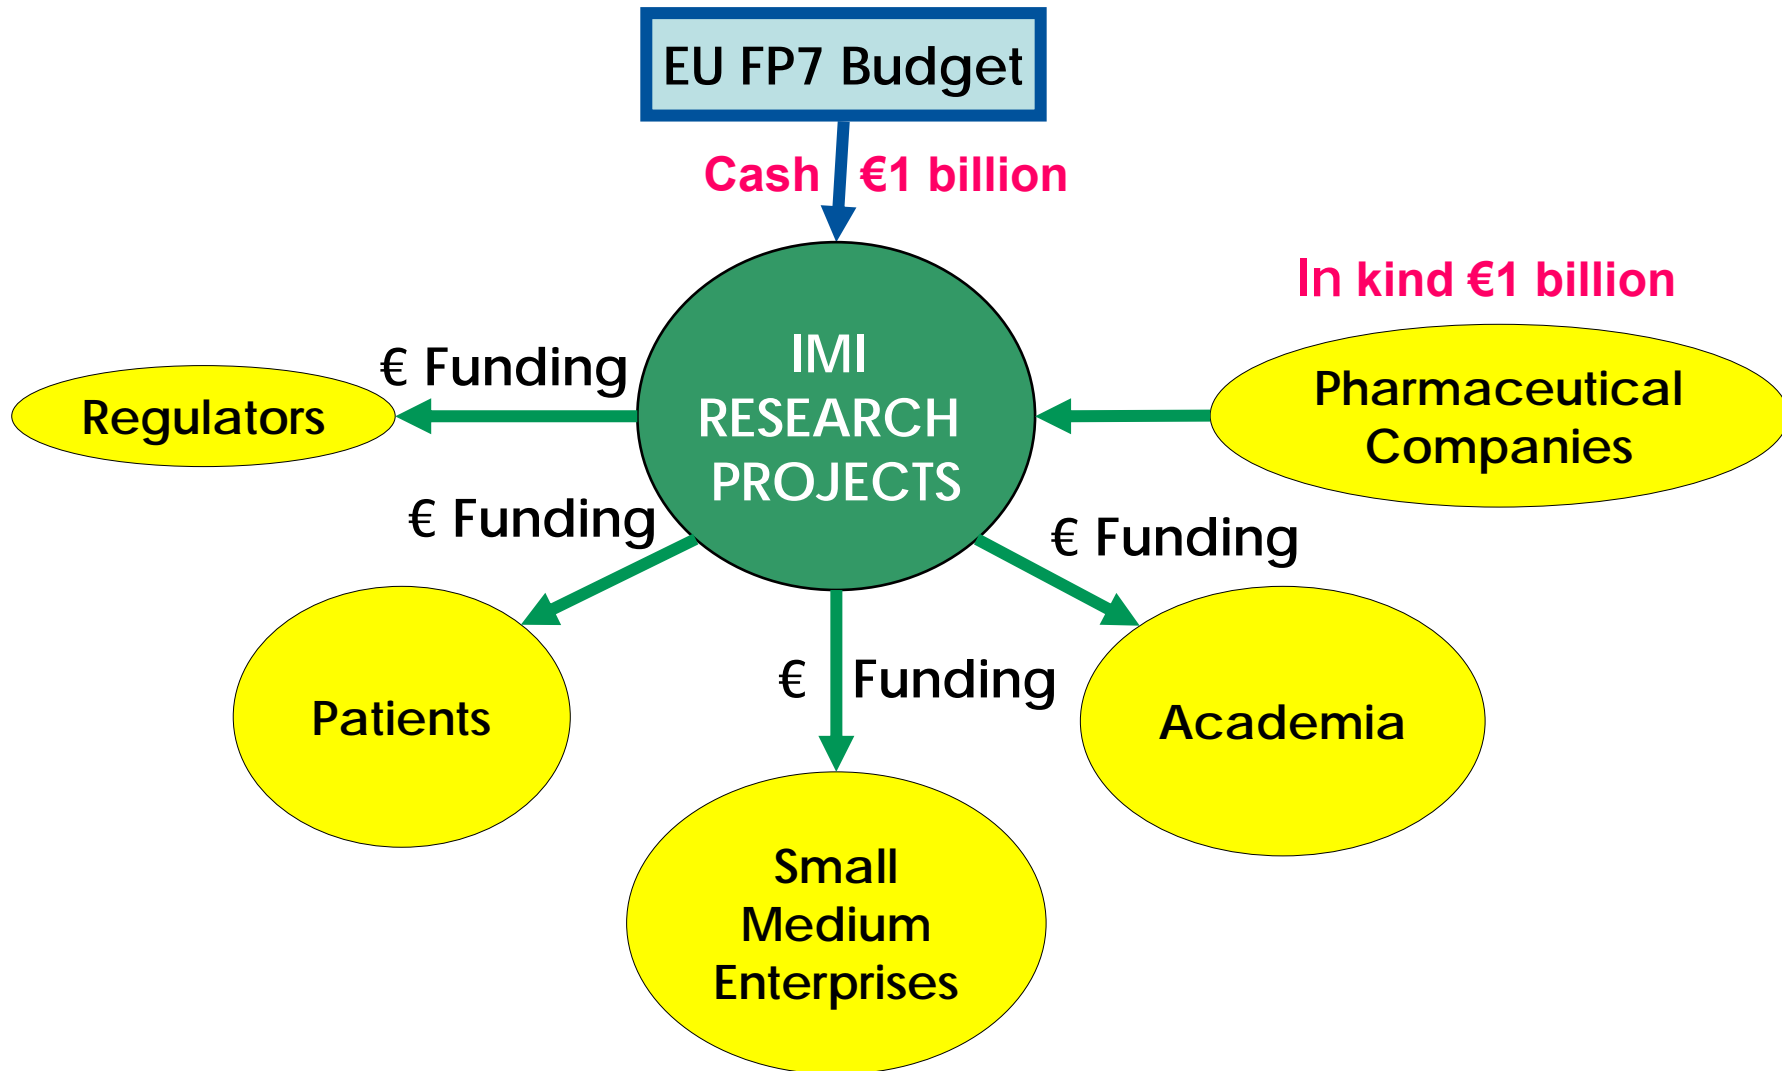 EU FP7 Budget
Cash €1 billion
In kind €1 billion
IMI
RESEARCH
PROJECTS
€ Funding
Regulators
Pharmaceutical
Companies
€ Funding
€ Funding
Patients
€ Funding
Academia
Small
Medium
Enterprises